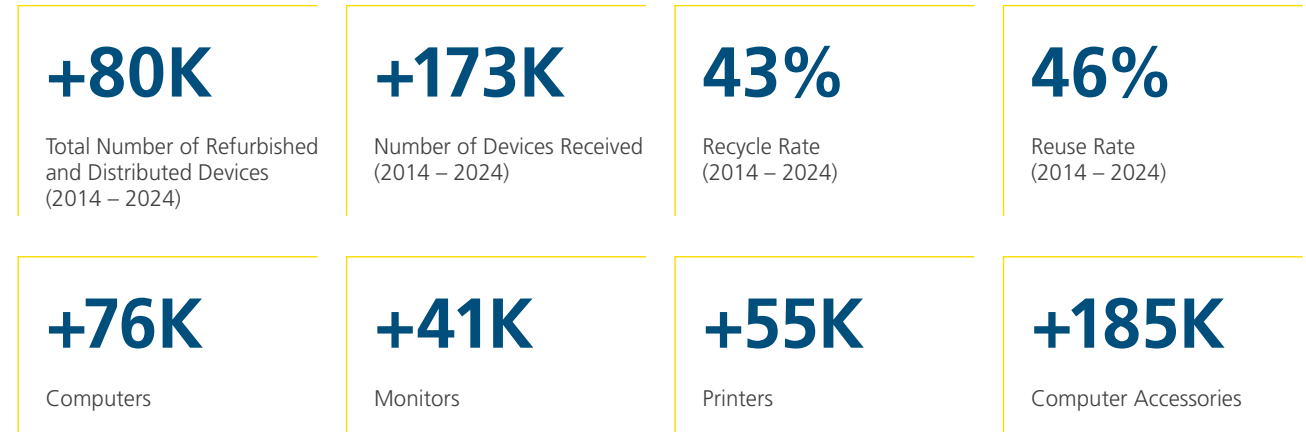 +80K
Total Number of Refurbished
and Distributed Devices
(2014 – 2024)
+173K
Number of Devices Received
(2014 – 2024)
43%
Recycle Rate
(2014 – 2024)
46%
Reuse Rate
(2014 – 2024)
+76K
Computers
+41K
Monitors
+55K
Printers
+185K
Computer Accessories